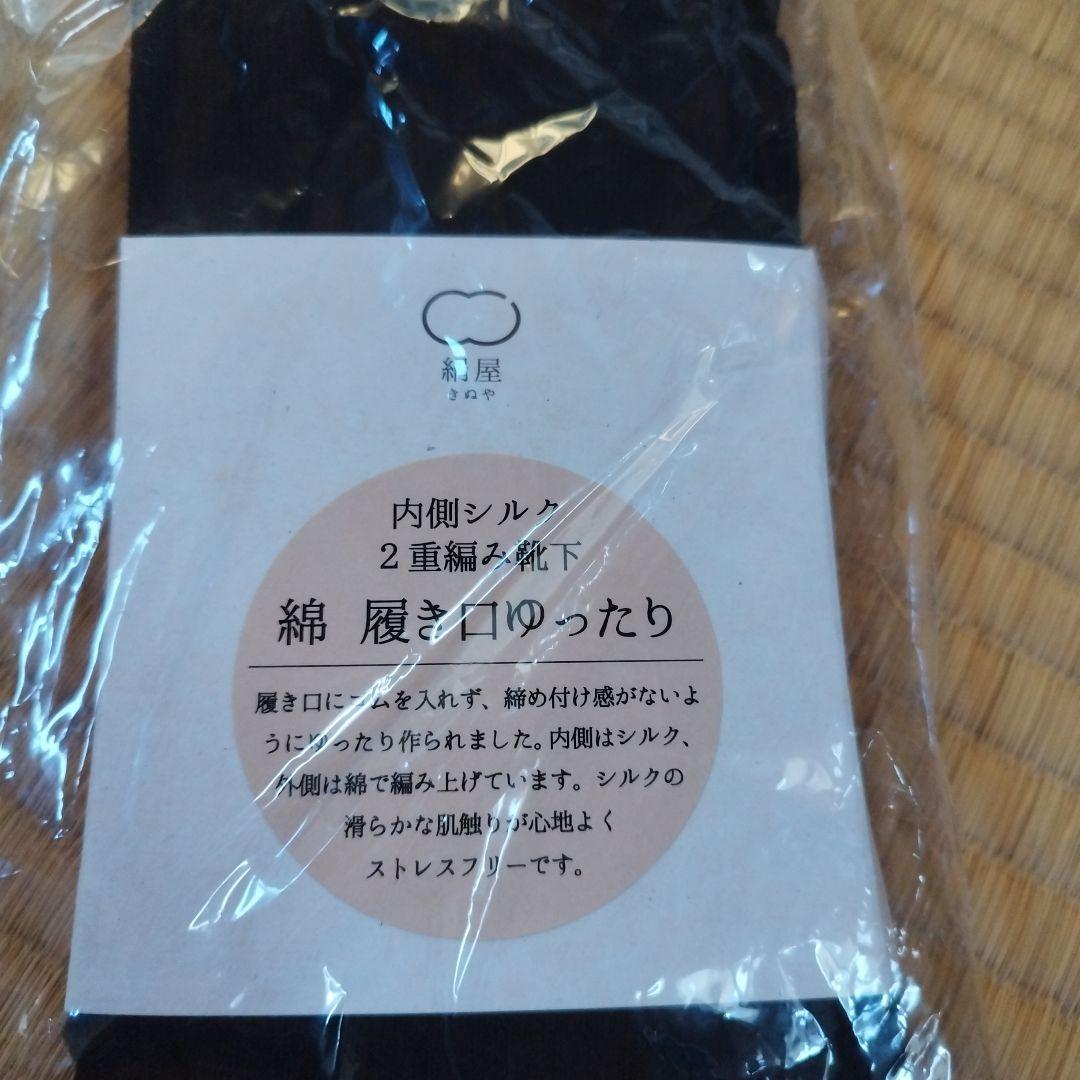 絹屋
きぬや
内側シルク
２重編み靴下
綿 履き口ゆったり
履き口にゴムを入れず、締め付け感がないよ
うにゆったり作られました。内側はシルク、
外側は綿で編み上げています。シルクの
滑らかな肌触りが心地よく
ストレスフリーです。